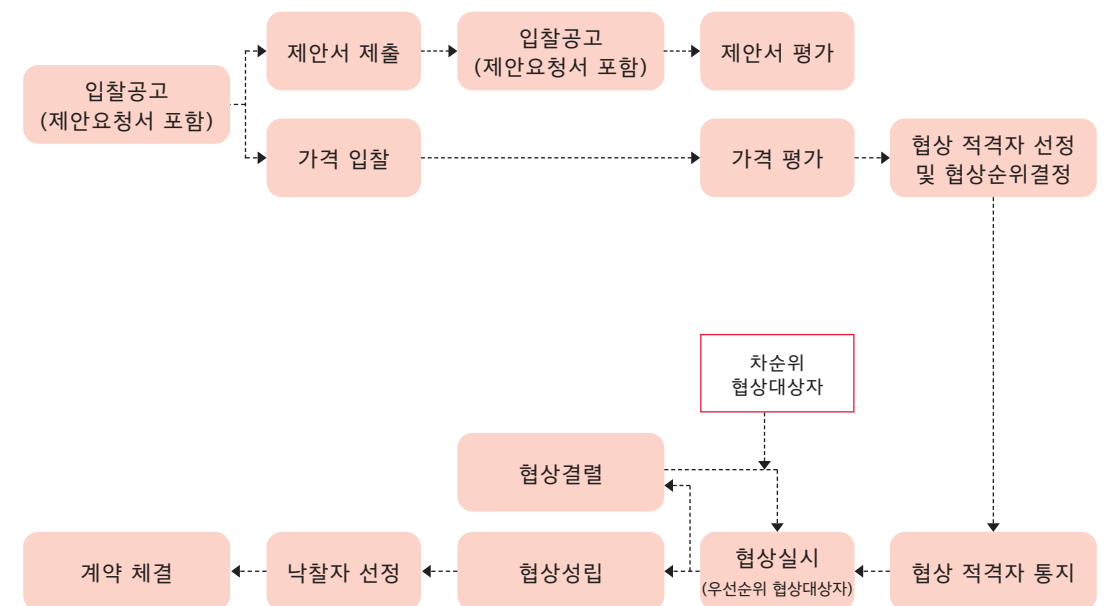 입찰공고
(제안요청서 포함)
제안서 제출
입찰공고
(제안요청서 포함)
제안서 평가
가격 입찰
가격 평가
협상 적격자 선정
및 협상순위결정
차순위
협상대상자
협상결렬
계약 체결
낙찰자 선정
협상성립
협상실시
(우선순위 협상대상자)
협상 적격자 통지